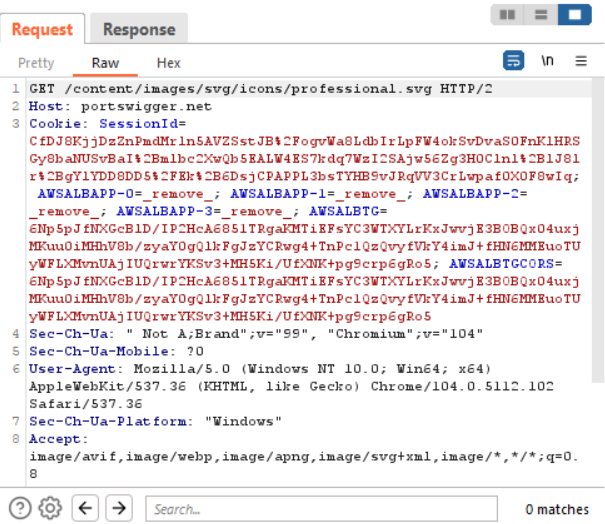 Request
Response
Pretty
Raw
Hex
\n
1 GET /content/images/svg/icons/professional.svg HTTP/2
2 Host: portswigger.net
3 Cookie: SessionId=
CfDJ8KjjDzZnPmdMrln5AVZSstJB%2FogvWa8LdbIrLpFW4okSvDvaS0FnKlHRS
Gy8baNUSvBaI%2Bmlbc2XwQb5EALW4ES7kdq7WzI2SAjw56Zg3H0Clnl%2BlJ8l
r%2BgYlYDD8DD5%2FEk%2B6DsjCPAPPL3bsTYHB9vJRqVV3CrLwpaf0X0F8wIq;
AWSALBAPP-0=_remove_; AWSALBAPP-1=_remove_; AWSALBAPP-2=
_remove_; AWSALBAPP-3=_remove_; AWSALBTG=
6Np5pJfNXGcBlD/IP2HcA685lTRgaKMTiEFsYC3WTXYLrKxJwvjE3B0BQx04uxj
MKuu0iMHhV8b/zyaY0gQlkFgJzYCRwg4+TnPclQzQvyfVkY4imJ+fHN6MMEuoTU
yWFLXMvnUAjIUQrwrYKSv3+MH5Ki/UfXNK+pg9crp6gRo5; AWSALBTGCORS=
6Np5pJfNXGcBlD/IP2HcA685lTRgaKMTiEFsYC3WTXYLrKxJwvjE3B0BQx04uxj
MKuu0iMHhV8b/zyaY0gQlkFgJzYCRwg4+TnPclQzQvyfVkY4imJ+fHN6MMEuoTU
yWFLXMvnUAjIUQrwrYKSv3+MH5Ki/UfXNK+pg9crp6gRo5
4 Sec-Ch-Ua: " Not A;Brand";v="99", "Chromium";v="104"
5 Sec-Ch-Ua-Mobile: ?0
6 User-Agent: Mozilla/5.0 (Windows NT 10.0; Win64; x64)
AppleWebKit/537.36 (KHTML, like Gecko) Chrome/104.0.5112.102
Safari/537.36
7 Sec-Ch-Ua-Platform: "Windows"
8 Accept:
image/avif,image/webp,image/apng,image/svg+xml,image/*,*/*;q=0.
8
Search...
0 matches